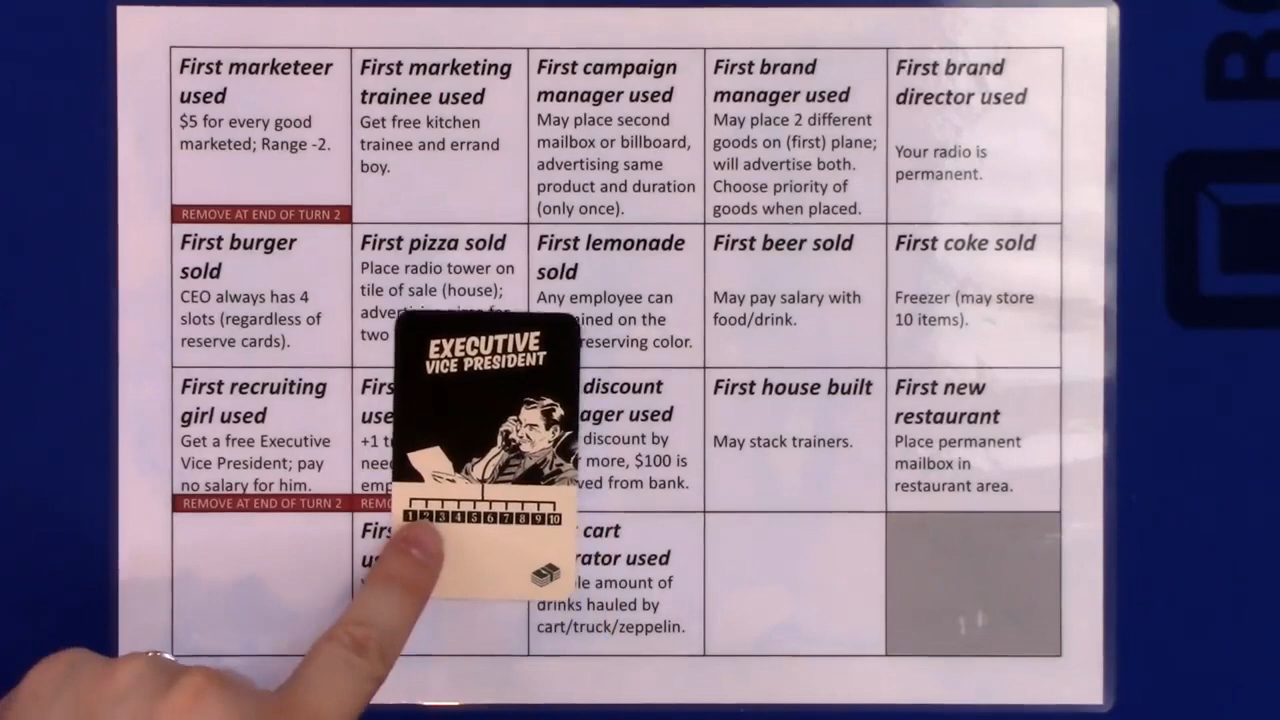 First marketeer
used
$5 for every good
marketed; Range -2.
REMOVE AT END OF TURN 2
First marketing
trainee used
Get free kitchen
trainee and errand
boy.
First campaign
manager used
May place second
mailbox or billboard,
advertising same
product and duration
(only once).
First brand
manager used
May place 2 different
goods on (first) plane;
will advertise both.
Choose priority of
goods when placed.
First brand
director used
Your radio is
permanent.
First burger
sold
CEO always has 4
slots (regardless of
reserve cards).
First pizza sold
Place radio tower on
tile of sale (house);
two
First lemonade
sold
Any employee can
on the
color.
First beer sold
May pay salary with
food/drink.
First coke sold
Freezer (may store
10 items).
First recruiting
girl used
Get a free Executive
Vice President; pay
no salary for him.
REMOVE AT END OF TURN 2
+1
EXECUTIVE
VICE PRESIDENT
1 2 3 4 5 6 7 8 9 10
discount
used
discount by
more, $100 is
from bank.
First house built
May stack trainers.
First new
restaurant
Place permanent
mailbox in
restaurant area.
cart
used
amount of
drinks hauled by
cart/truck/zeppelin.